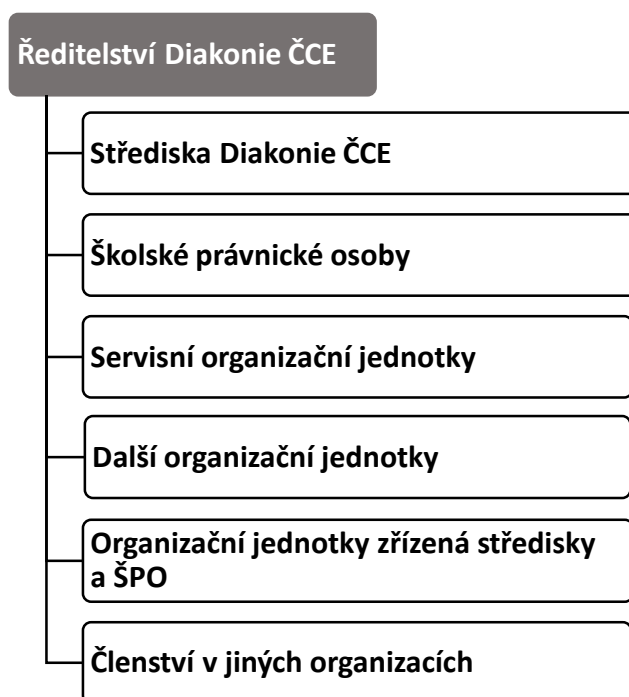 Ředitelství Diakonie ČCE
Střediska Diakonie ČCE
Školské právnické osoby
Servisní organizační jednotky
Další organizační jednotky
Organizační jednotky zřízená středisky
a ŠPO
Členství v jiných organizacích